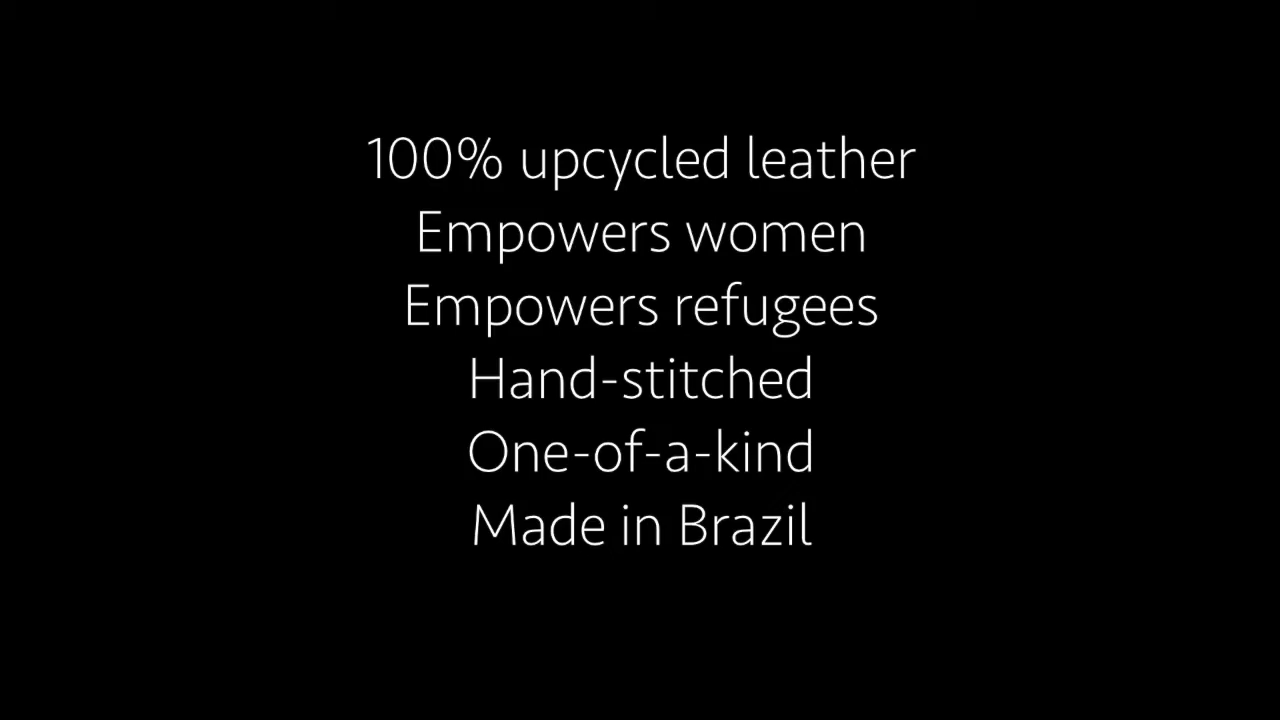 100% upcycled leather
Empowers women
Empowers refugees
Hand-stitched
One-of-a-kind
Made in Brazil